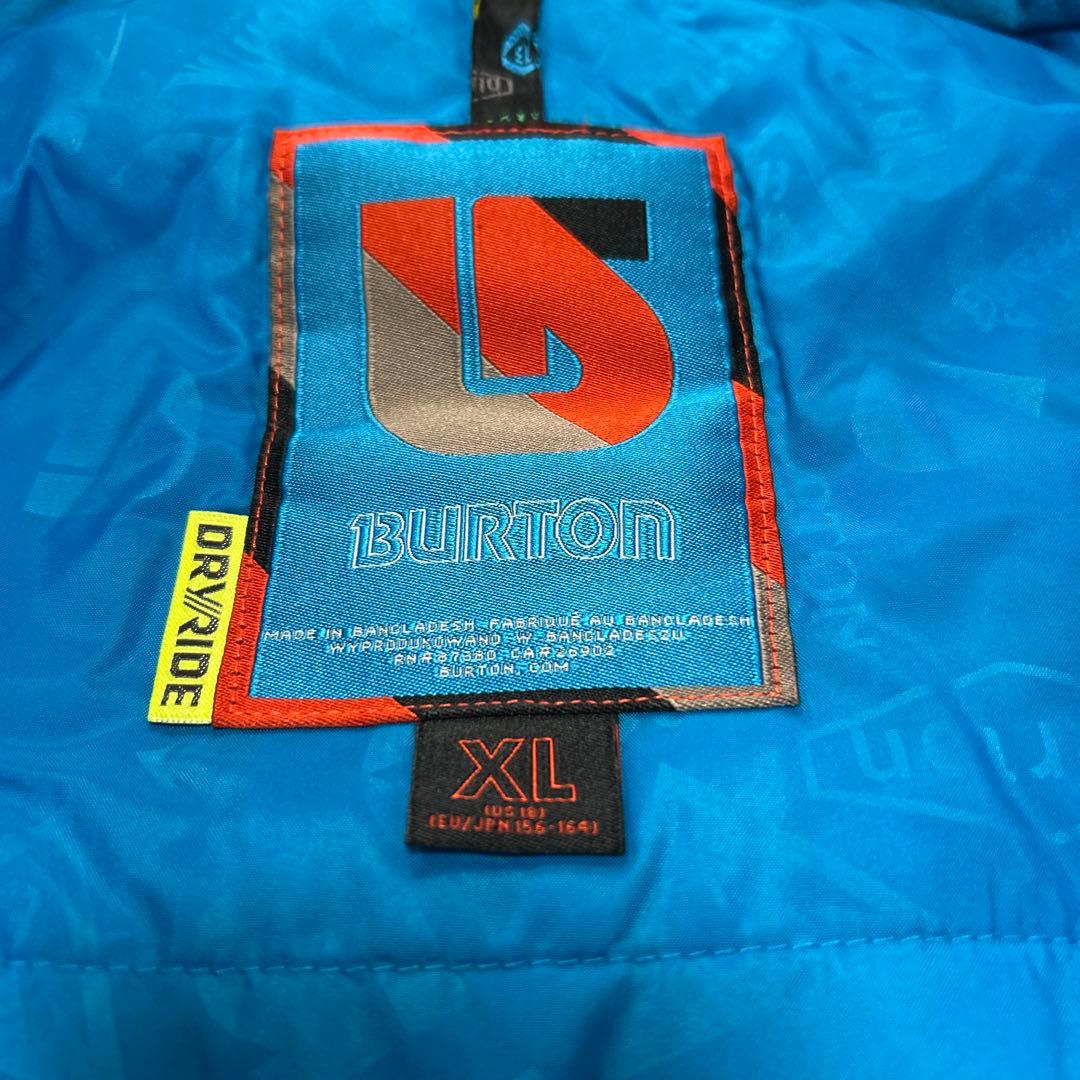 BURTON
DRY//RIDE
MADE IN BANGLADESH. FABRIQUÉ AU BANGLADESH
WYPRODUKOWANO W. BANGLADESZU
RN# 87380 CA# 26902
BURTON.COM
XL
(US 18)
(EU/JPN 156-164)